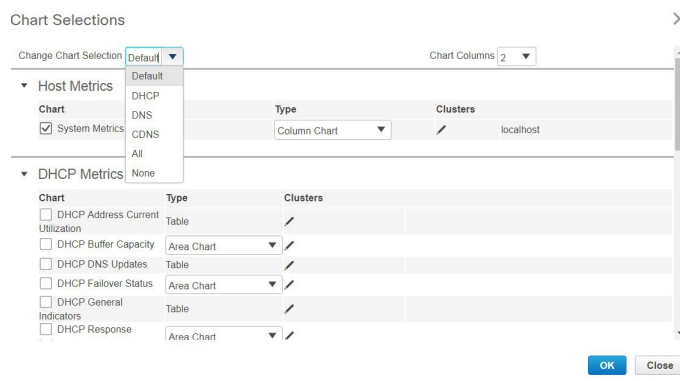 Chart Selections
Change Chart Selection Default Chart Columns 2
Default
▾ Host Metrics
DHCP
Chart Type Clusters
DNS
System Metrics Column Chart localhost
CDNS
All
▾ DHCP Metrics None
Chart Type Clusters
DHCP Address Current
Utilization Table
DHCP Buffer Capacity Area Chart
DHCP DNS Updates Table
DHCP Failover Status Area Chart
DHCP General
Indicators Table
DHCP Response
Area Chart
OK Close